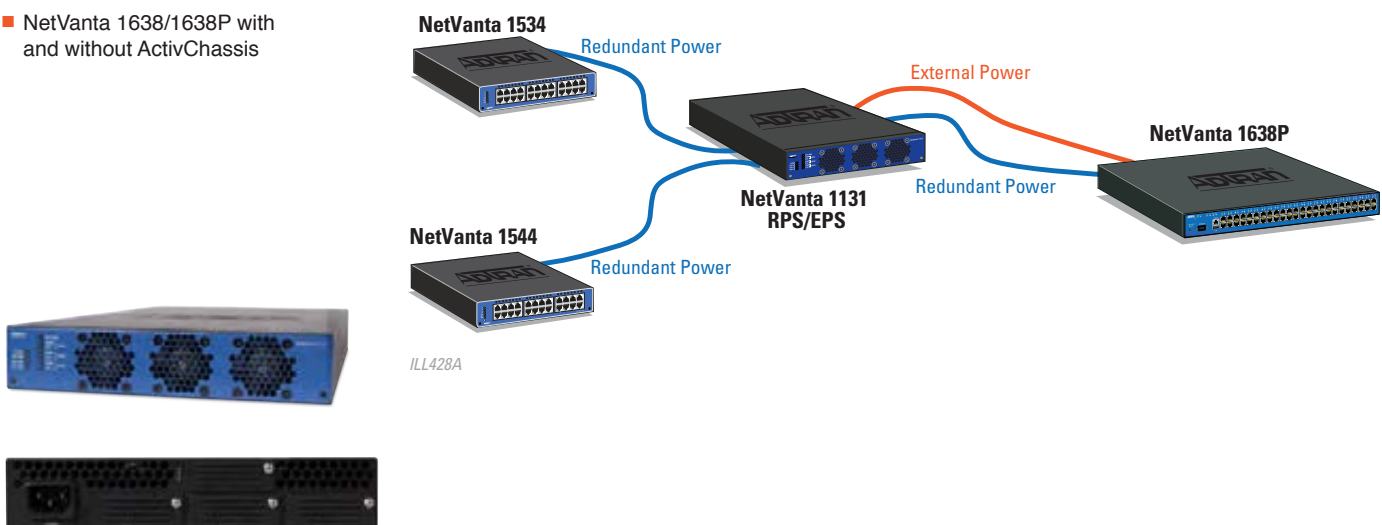 ■ NetVanta 1638/1638P with
and without ActivChassis
NetVanta 1534
Redundant Power
External Power
NetVanta 1638P
ADTRAN
ADTRAN
ADTRAN
Redundant Power
NetVanta 1131
RPS/EPS
NetVanta 1544
Redundant Power
ADTRAN
ILL428A